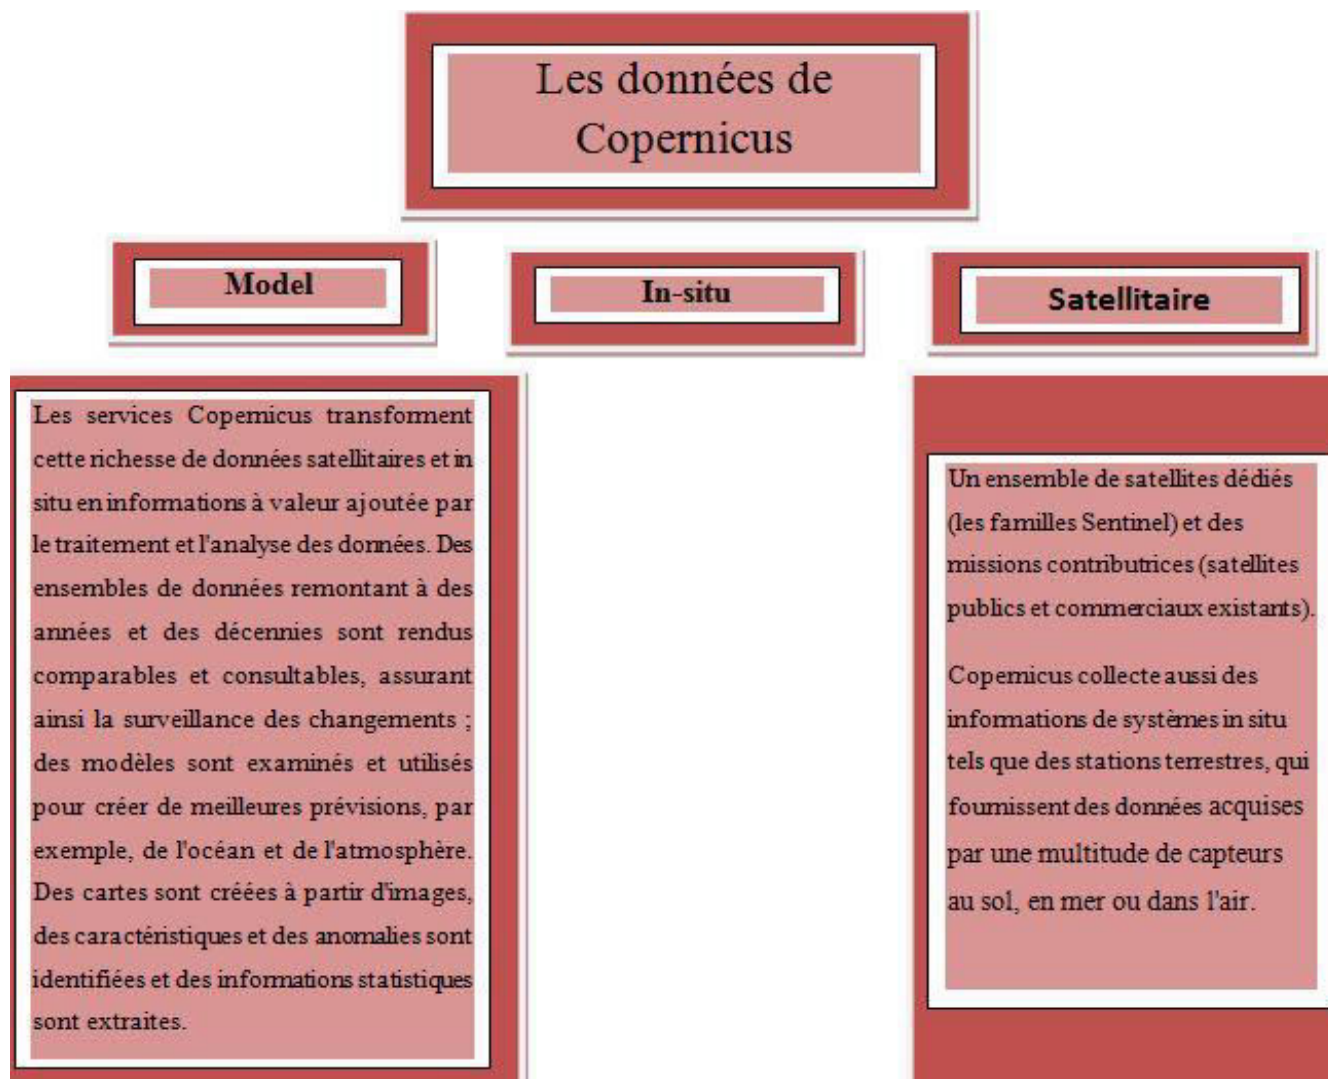 Les données de
Copernicus
Model
In-situ
Satellitaire
Les services Copernicus transforment
cette richesse de données satellitaires et in
situ en informations à valeur ajoutée par
le traitement et l'analyse des données. Des
ensembles de données remontant à des
années et des décennies sont rendus
comparables et consultables, assurant
ainsi la surveillance des changements ;
des modèles sont examinés et utilisés
pour créer de meilleures prévisions, par
exemple, de l'océan et de l'atmosphère.
Des cartes sont créées à partir d'images,
des caractéristiques et des anomalies sont
identifiées et des informations statistiques
sont extraites.
Un ensemble de satellites dédiés
(les familles Sentinel) et des
missions contributrices (satellites
publics et commerciaux existants).
Copernicus collecte aussi des
informations de systèmes in situ
tels que des stations terrestres, qui
fournissent des données acquises
par une multitude de capteurs
au sol, en mer ou dans l'air.